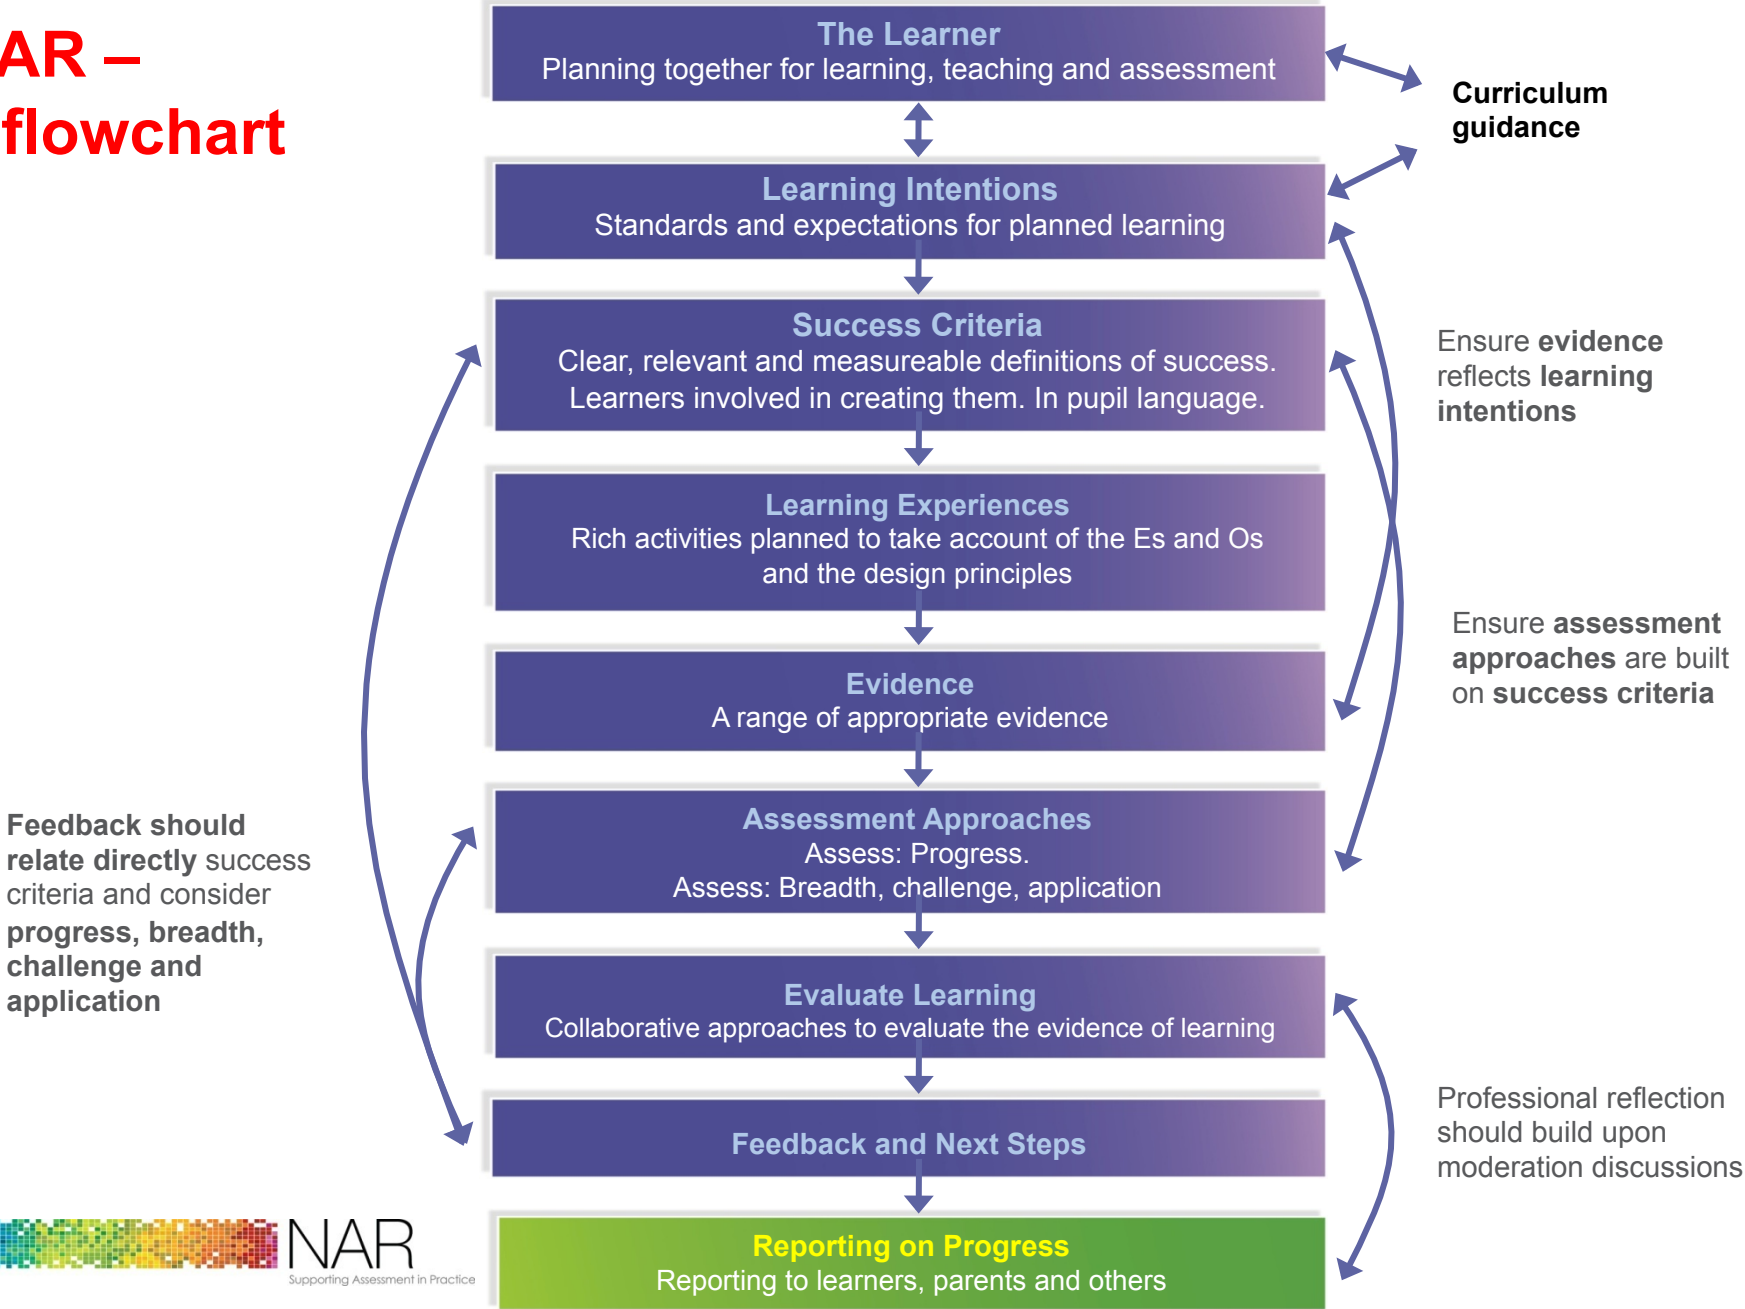 AR –
flowchart
The Learner
Planning together for learning, teaching and assessment
Curriculum
guidance
Learning Intentions
Standards and expectations for planned learning
Success Criteria
Clear, relevant and measureable definitions of success.
Learners involved in creating them. In pupil language.
Ensure evidence
reflects learning
intentions
Learning Experiences
Rich activities planned to take account of the Es and Os
and the design principles
Ensure assessment
approaches are built
on success criteria
Evidence
A range of appropriate evidence
Assessment Approaches
Assess: Progress.
Assess: Breadth, challenge, application
Feedback should
relate directly success
criteria and consider
progress, breadth,
challenge and
application
Evaluate Learning
Collaborative approaches to evaluate the evidence of learning
Professional reflection
should build upon
moderation discussions
Feedback and Next Steps
Reporting on Progress
Reporting to learners, parents and others
NAR
Supporting Assessment in Practice